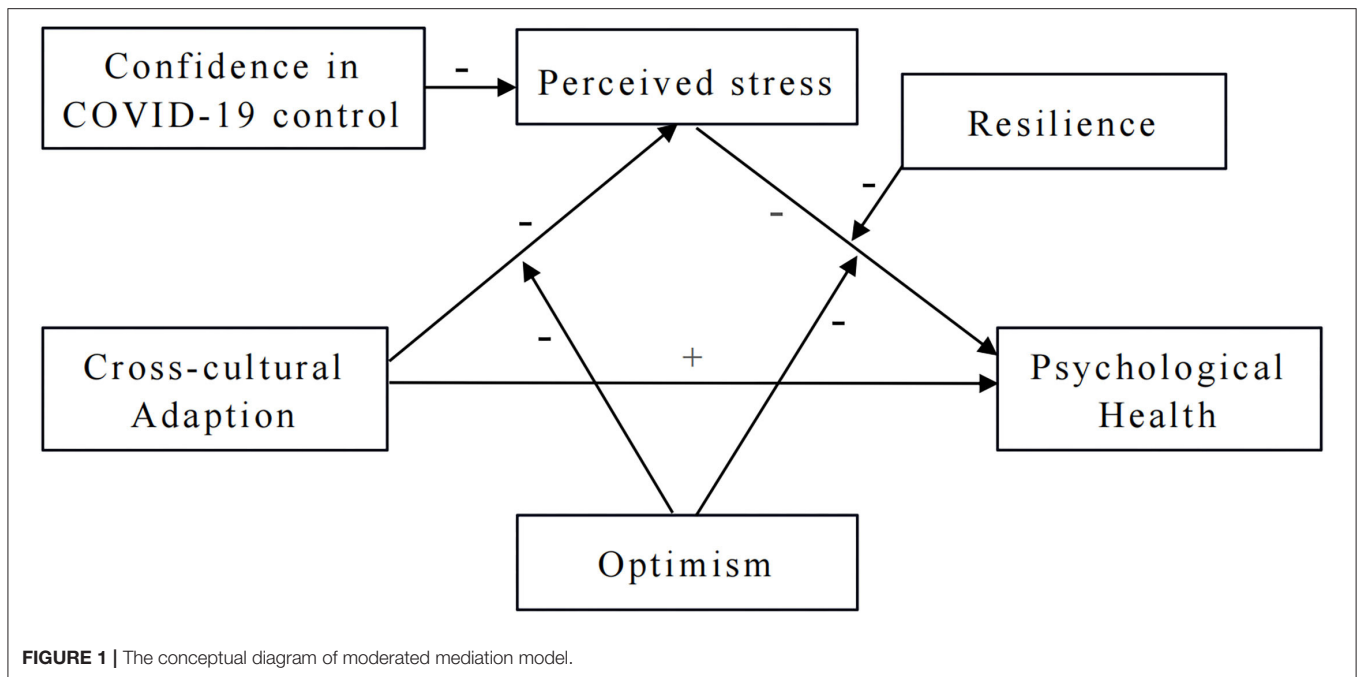 Confidence in
COVID-19 control
-
Perceived stress
Resilience
-
-
-
-
-
+
Cross-cultural
Adaption
Psychological
Health
Optimism
FIGURE 1 | The conceptual diagram of moderated mediation model.